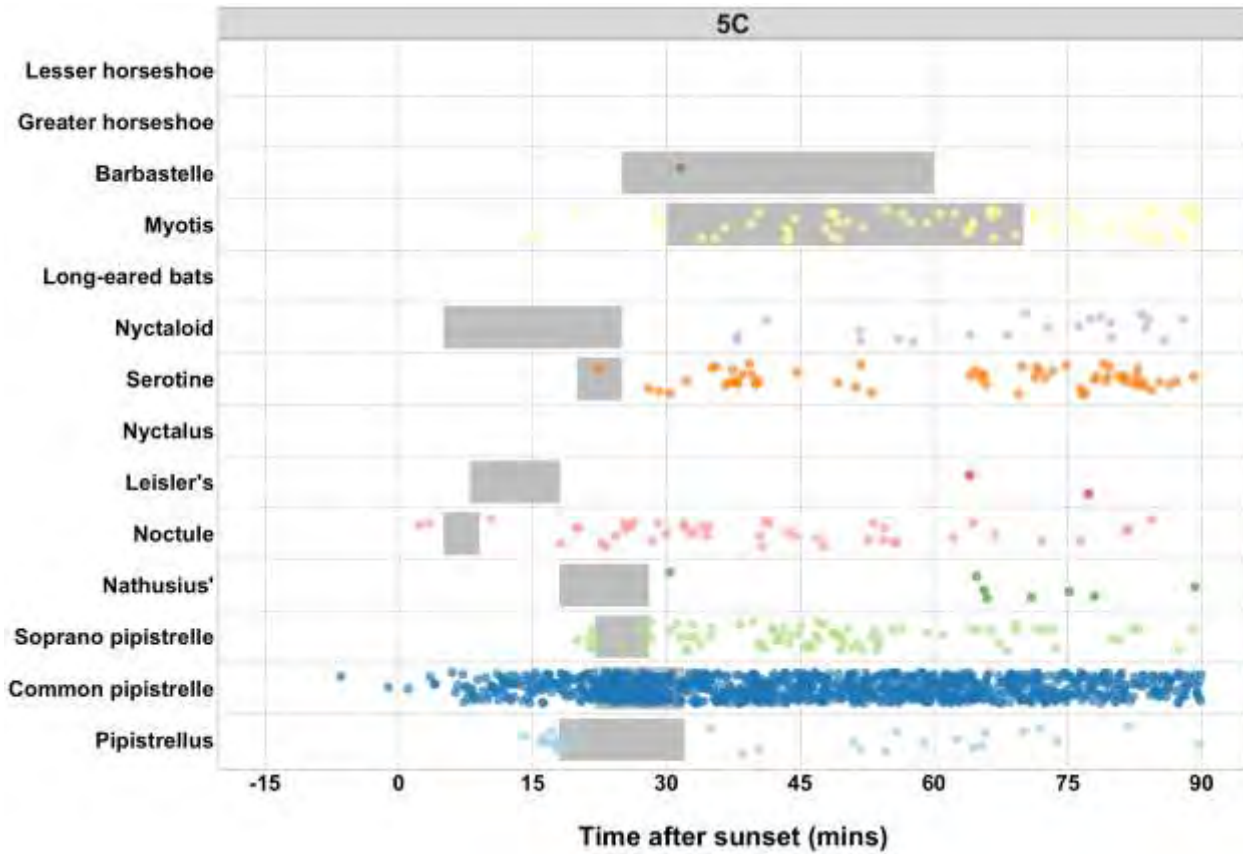 5C
Lesser horseshoe
Greater horseshoe
Barbastelle
Myotis
Long-eared bats
Nyctaloid
Serotine
Nyctalus
Leisler's
Noctule
Nathusius'
Soprano pipistrelle
Common pipistrelle
Pipistrellus
-15 0 15 30 45 60 75 90
Time after sunset (mins)